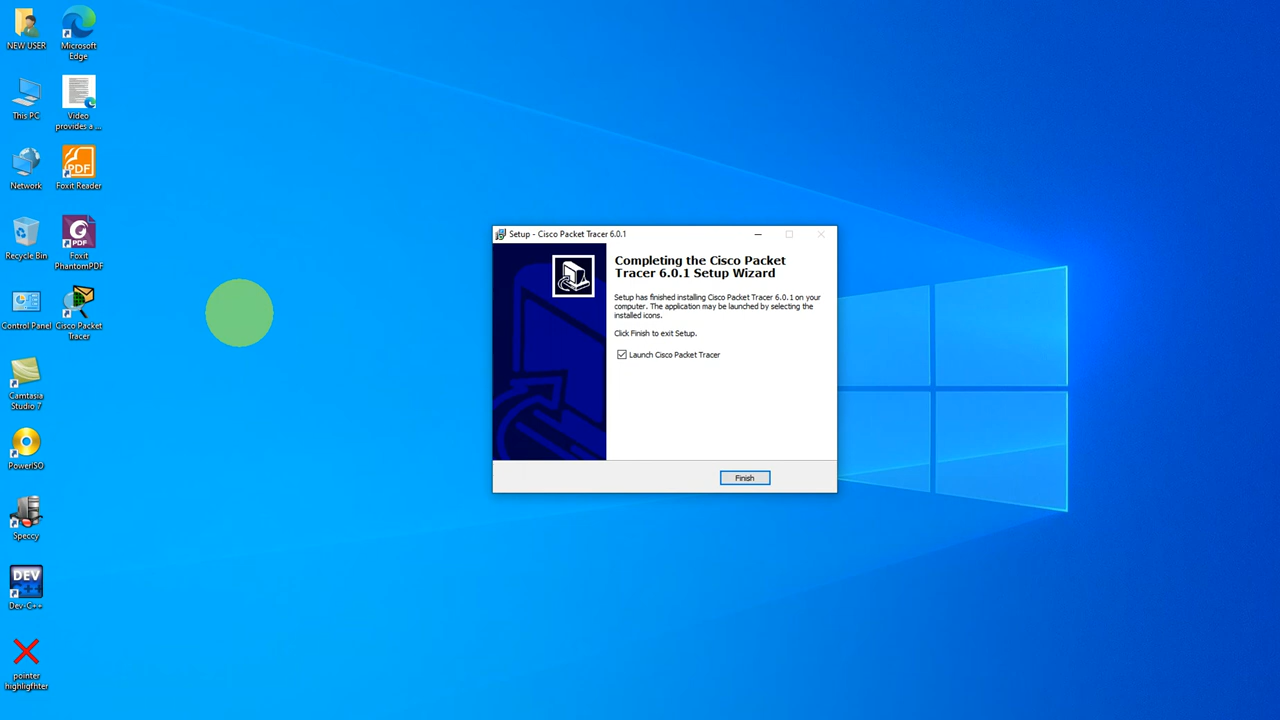 NEW USER
Microsoft
Edge
This PC
Video
provides a ...
Network
PDF
Foxit Reader
Recycle Bin
PDF
Foxit
PhantomPDF
Control Panel
Cisco Packet
Tracer
Camtasia
Studio 7
PowerISO
Speccy
DEV
Dev-C++
pointer
highligfhter
Setup - Cisco Packet Tracer 6.0.1
Completing the Cisco Packet
Tracer 6.0.1 Setup Wizard
Setup has finished installing Cisco Packet Tracer 6.0.1 on your
computer. The application may be launched by selecting the
installed icons.
Click Finish to exit Setup.
Launch Cisco Packet Tracer
Finish